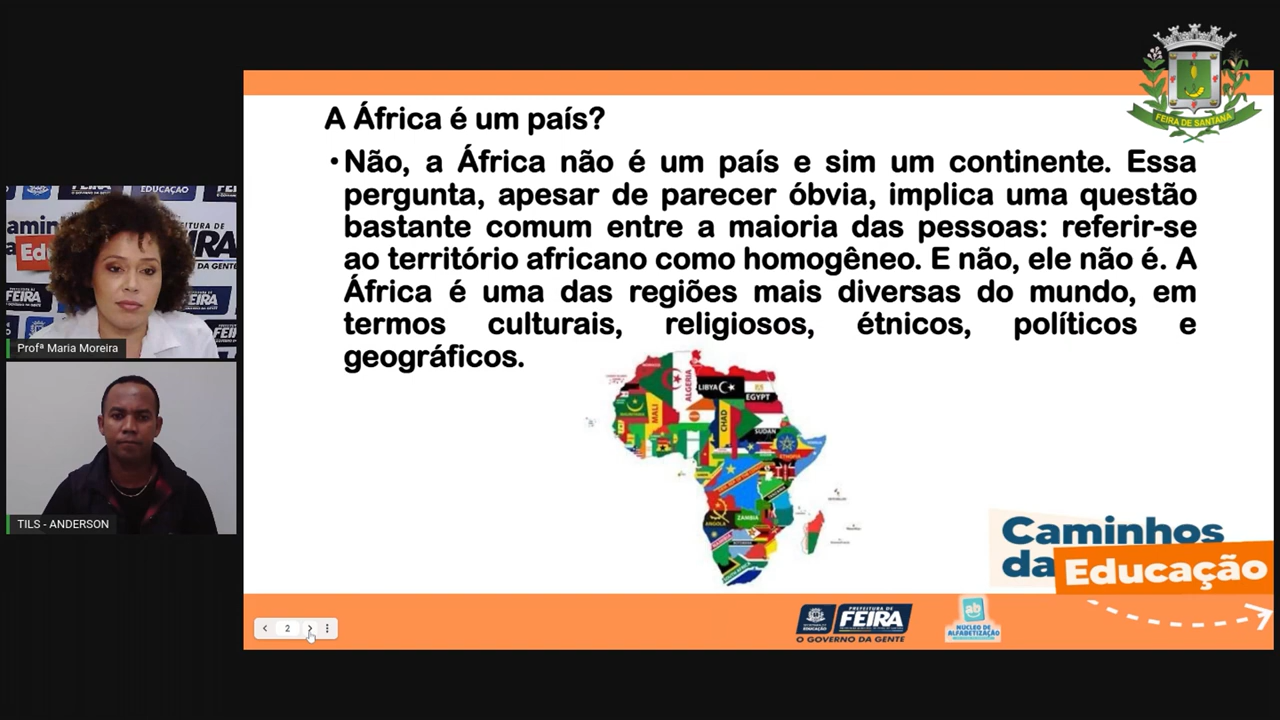 FEIRA DE SANTANA
A África é um país?
•Não, a África não é um país e sim um continente. Essa
pergunta, apesar de parecer óbvia, implica uma questão
bastante comum entre a maioria das pessoas: referir-se
ao território africano como homogêneo. E não, ele não é. A
África é uma das regiões mais diversas do mundo, em
termos culturais, religiosos, étnicos, políticos e
geográficos.
ALGERIA
LIBYA
EGYPT
MALI
CHAD
SUDAN
ETHIOPIA
ANGOLA
ZAMBIA
Profª Maria Moreira
TILS - ANDERSON
Caminhos
da Educação
2
SECRETARIA DE
EDUCAÇÃO
PREFEITURA DE
FEIRA
O GOVERNO DA GENTE
ab
NÚCLEO DE
ALFABETIZAÇÃO